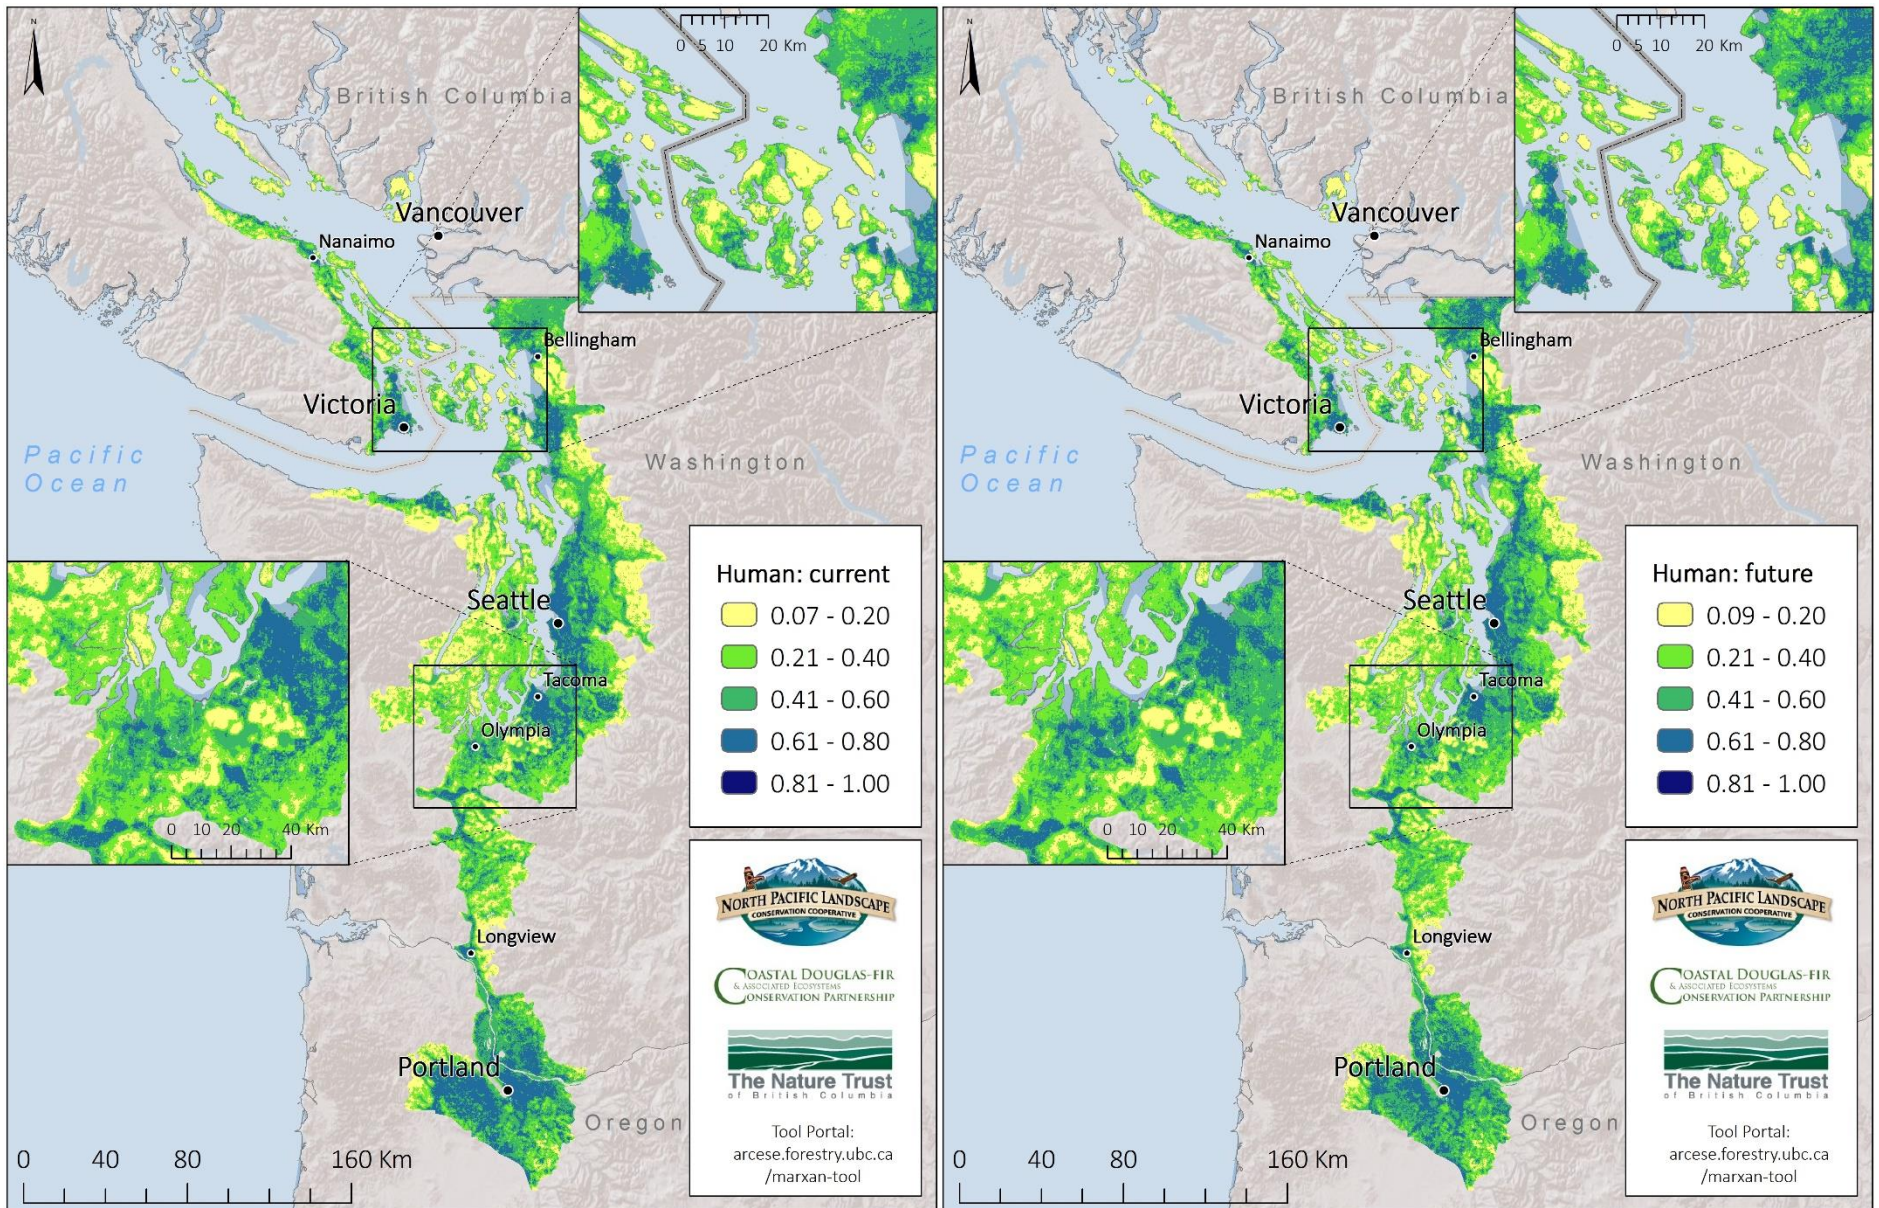 N
0 5 10 20 Km
British Columbia
Vancouver
Nanaimo
Bellingham
Victoria
Pacific
Ocean
Washington
Human: current
0.07 - 0.20
0.21 - 0.40
0.41 - 0.60
0.61 - 0.80
0.81 - 1.00
Seattle
Tacoma
Olympia
0 10 20 40 Km
NORTH PACIFIC LANDSCAPE
CONSERVATION COOPERATIVE
Longview
COASTAL DOUGLAS-FIR
& ASSOCIATED ECOSYSTEMS
CONSERVATION PARTNERSHIP
Portland
The Nature Trust
of British Columbia
Oregon
Tool Portal:
arcese.forestry.ubc.ca
/marxan-tool
0 40 80 160 Km
N
0 5 10 20 Km
British Columbia
Vancouver
Nanaimo
Bellingham
Victoria
Pacific
Ocean
Washington
Human: future
0.09 - 0.20
0.21 - 0.40
0.41 - 0.60
0.61 - 0.80
0.81 - 1.00
Seattle
Tacoma
Olympia
0 10 20 40 Km
NORTH PACIFIC LANDSCAPE
CONSERVATION COOPERATIVE
Longview
COASTAL DOUGLAS-FIR
& ASSOCIATED ECOSYSTEMS
CONSERVATION PARTNERSHIP
Portland
The Nature Trust
of British Columbia
Oregon
Tool Portal:
arcese.forestry.ubc.ca
/marxan-tool
0 40 80 160 Km